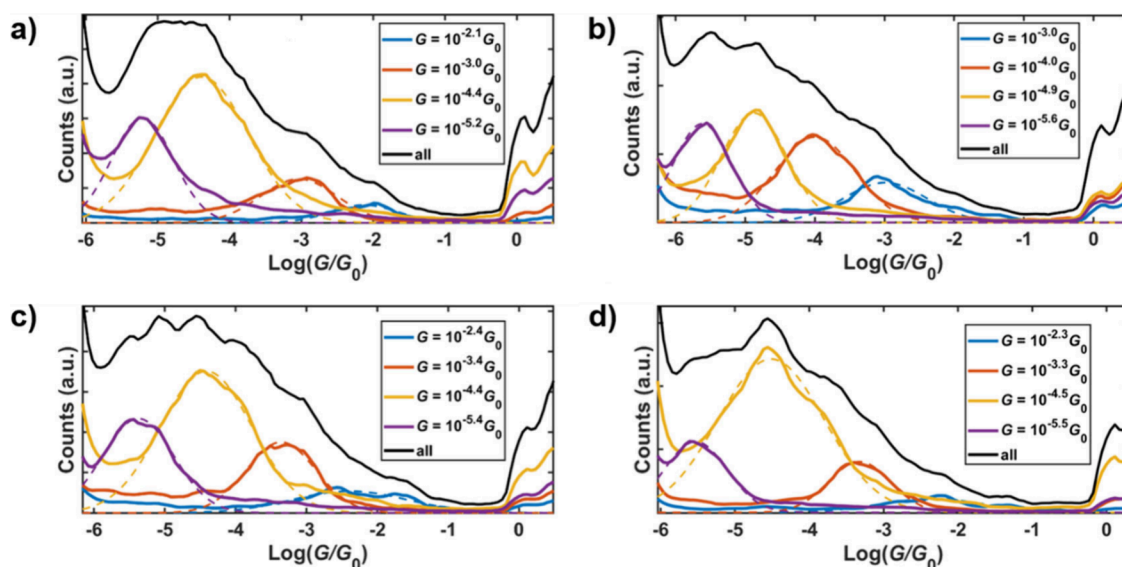 a)
Counts (a.u.)
G = 10^-2.1 G0
G = 10^-3.0 G0
G = 10^-4.4 G0
G = 10^-5.2 G0
all
-6 -5 -4 -3 -2 -1 0
Log(G/G0)
b)
Counts (a.u.)
G = 10^-3.0 G0
G = 10^-4.0 G0
G = 10^-4.9 G0
G = 10^-5.6 G0
all
-6 -5 -4 -3 -2 -1 0
Log(G/G0)
c)
Counts (a.u.)
G = 10^-2.4 G0
G = 10^-3.4 G0
G = 10^-4.4 G0
G = 10^-5.4 G0
all
-6 -5 -4 -3 -2 -1 0
Log(G/G0)
d)
Counts (a.u.)
G = 10^-2.3 G0
G = 10^-3.3 G0
G = 10^-4.5 G0
G = 10^-5.5 G0
all
-6 -5 -4 -3 -2 -1 0
Log(G/G0)